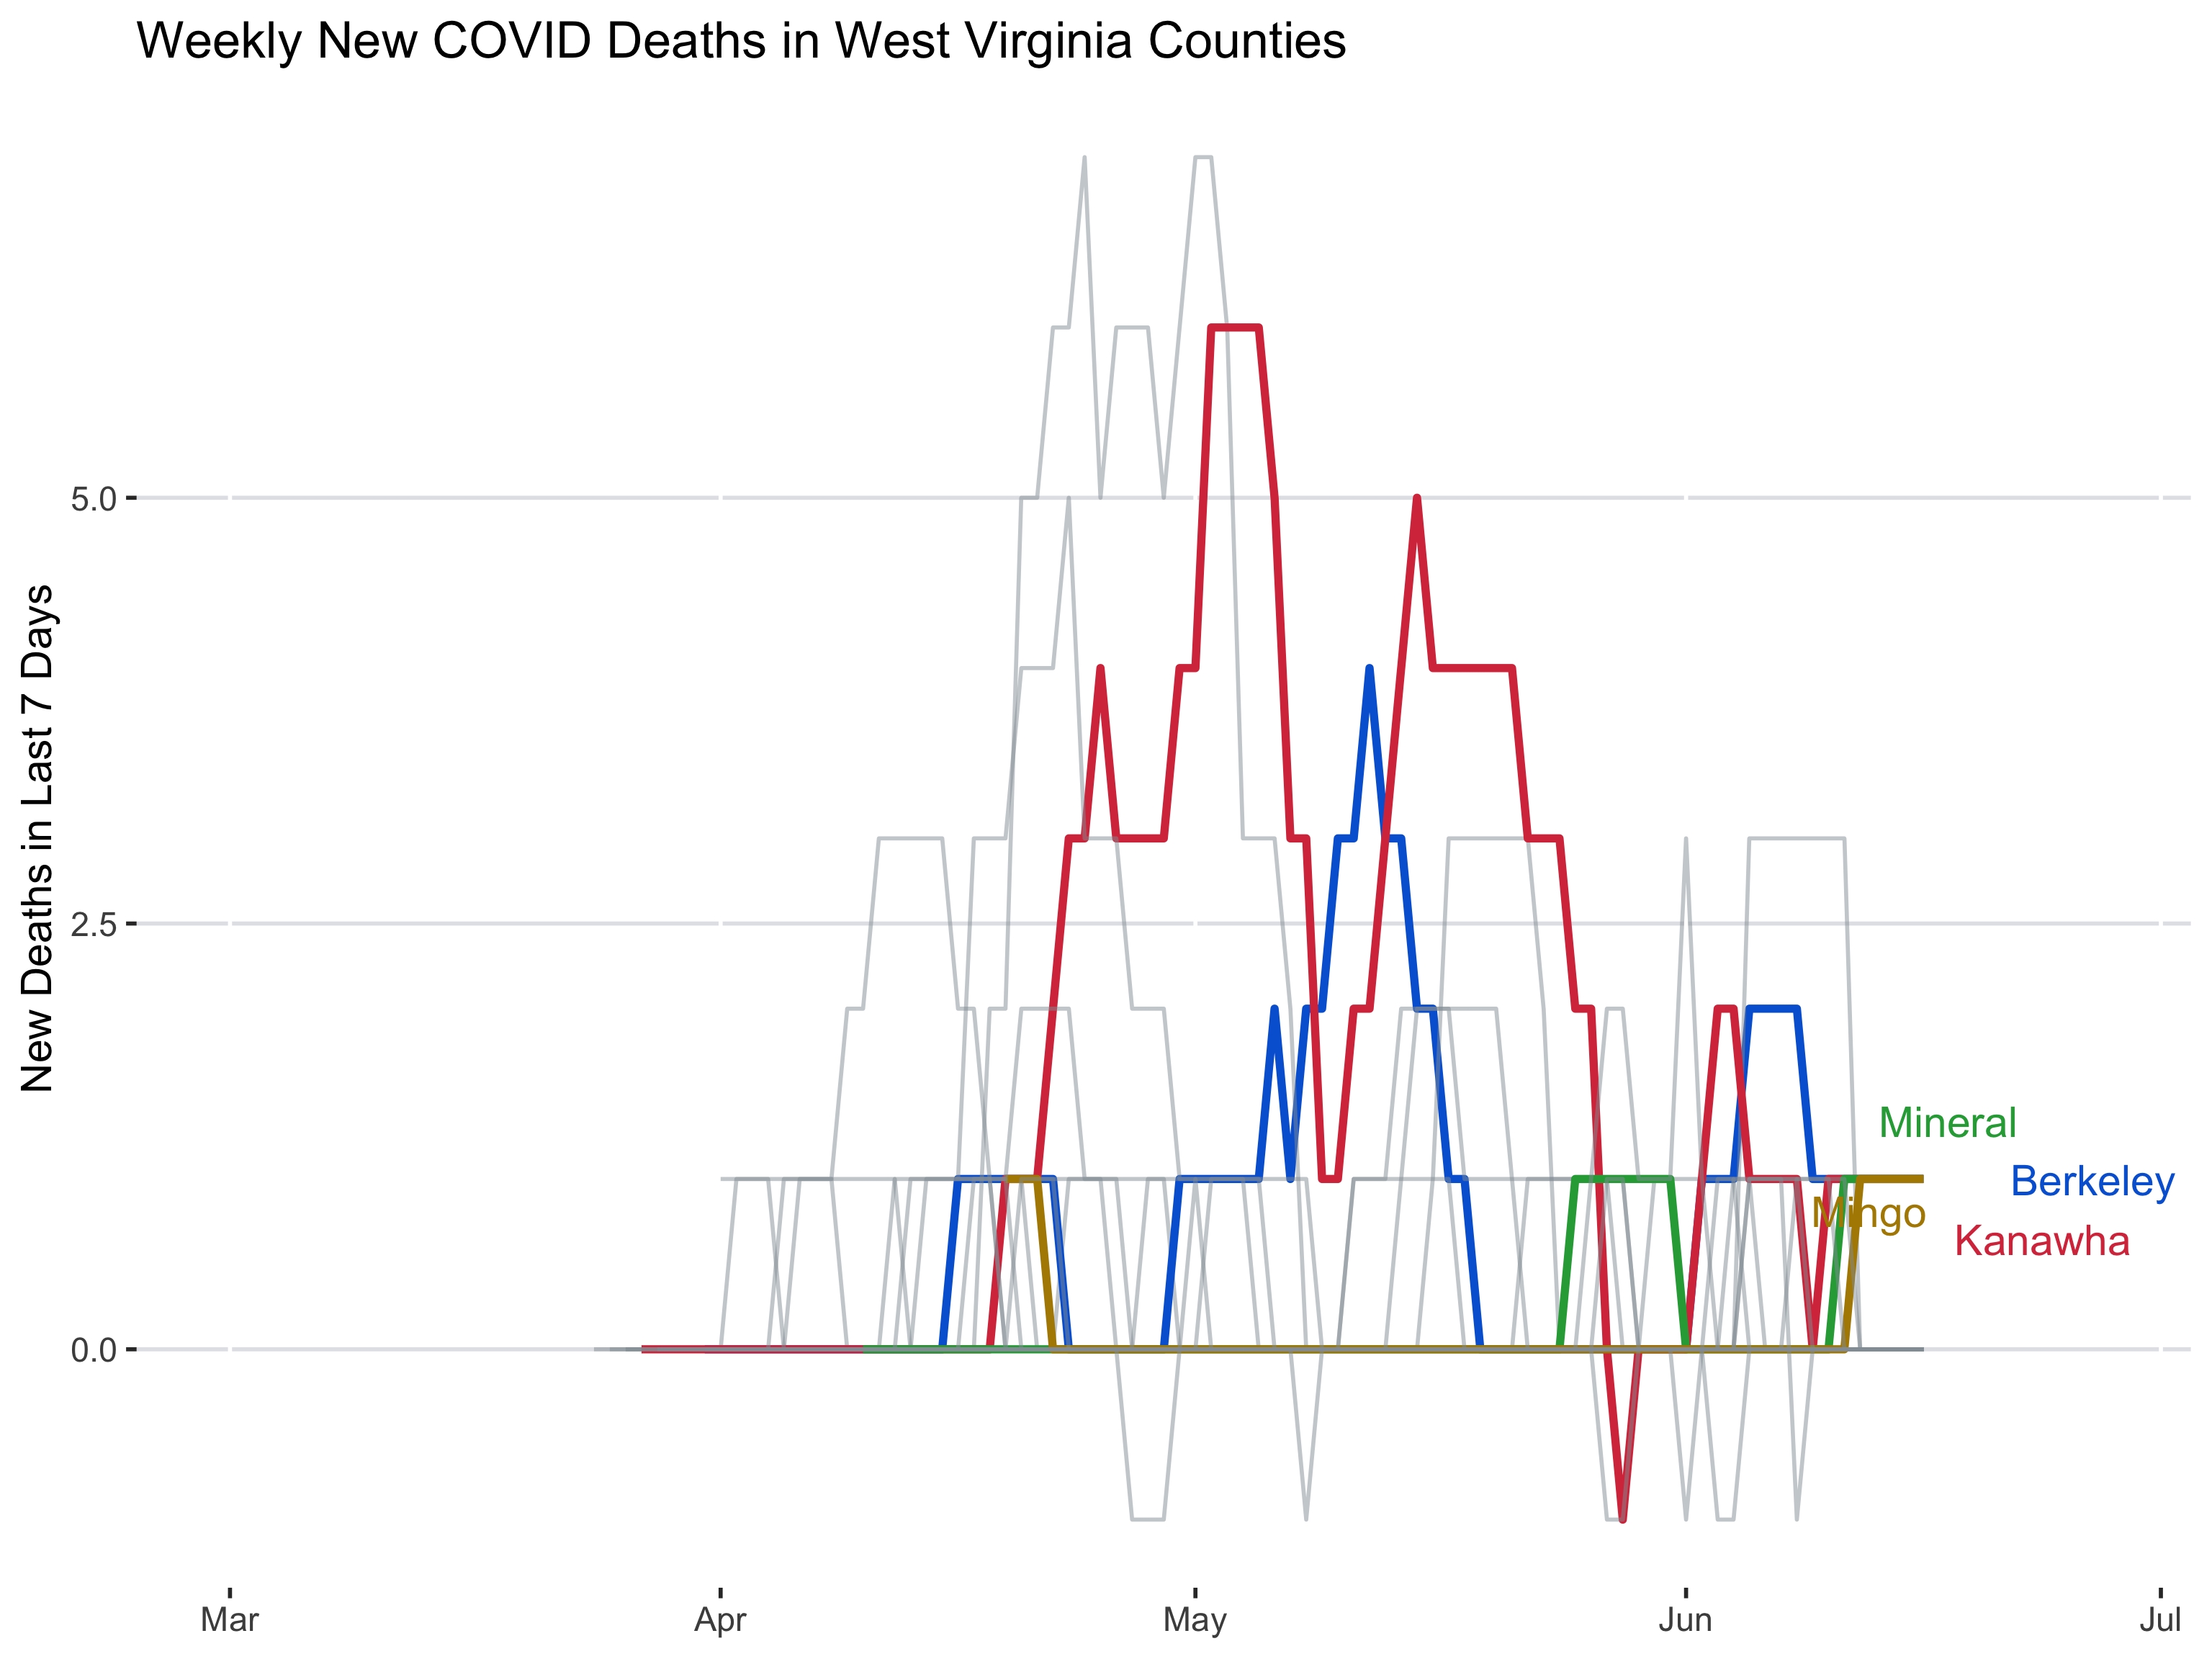 Weekly New COVID Deaths in West Virginia Counties
New Deaths in Last 7 Days
5.0
2.5
0.0
Mineral
Berkeley
Mingo
Kanawha
Mar
Apr
May
Jun
Jul